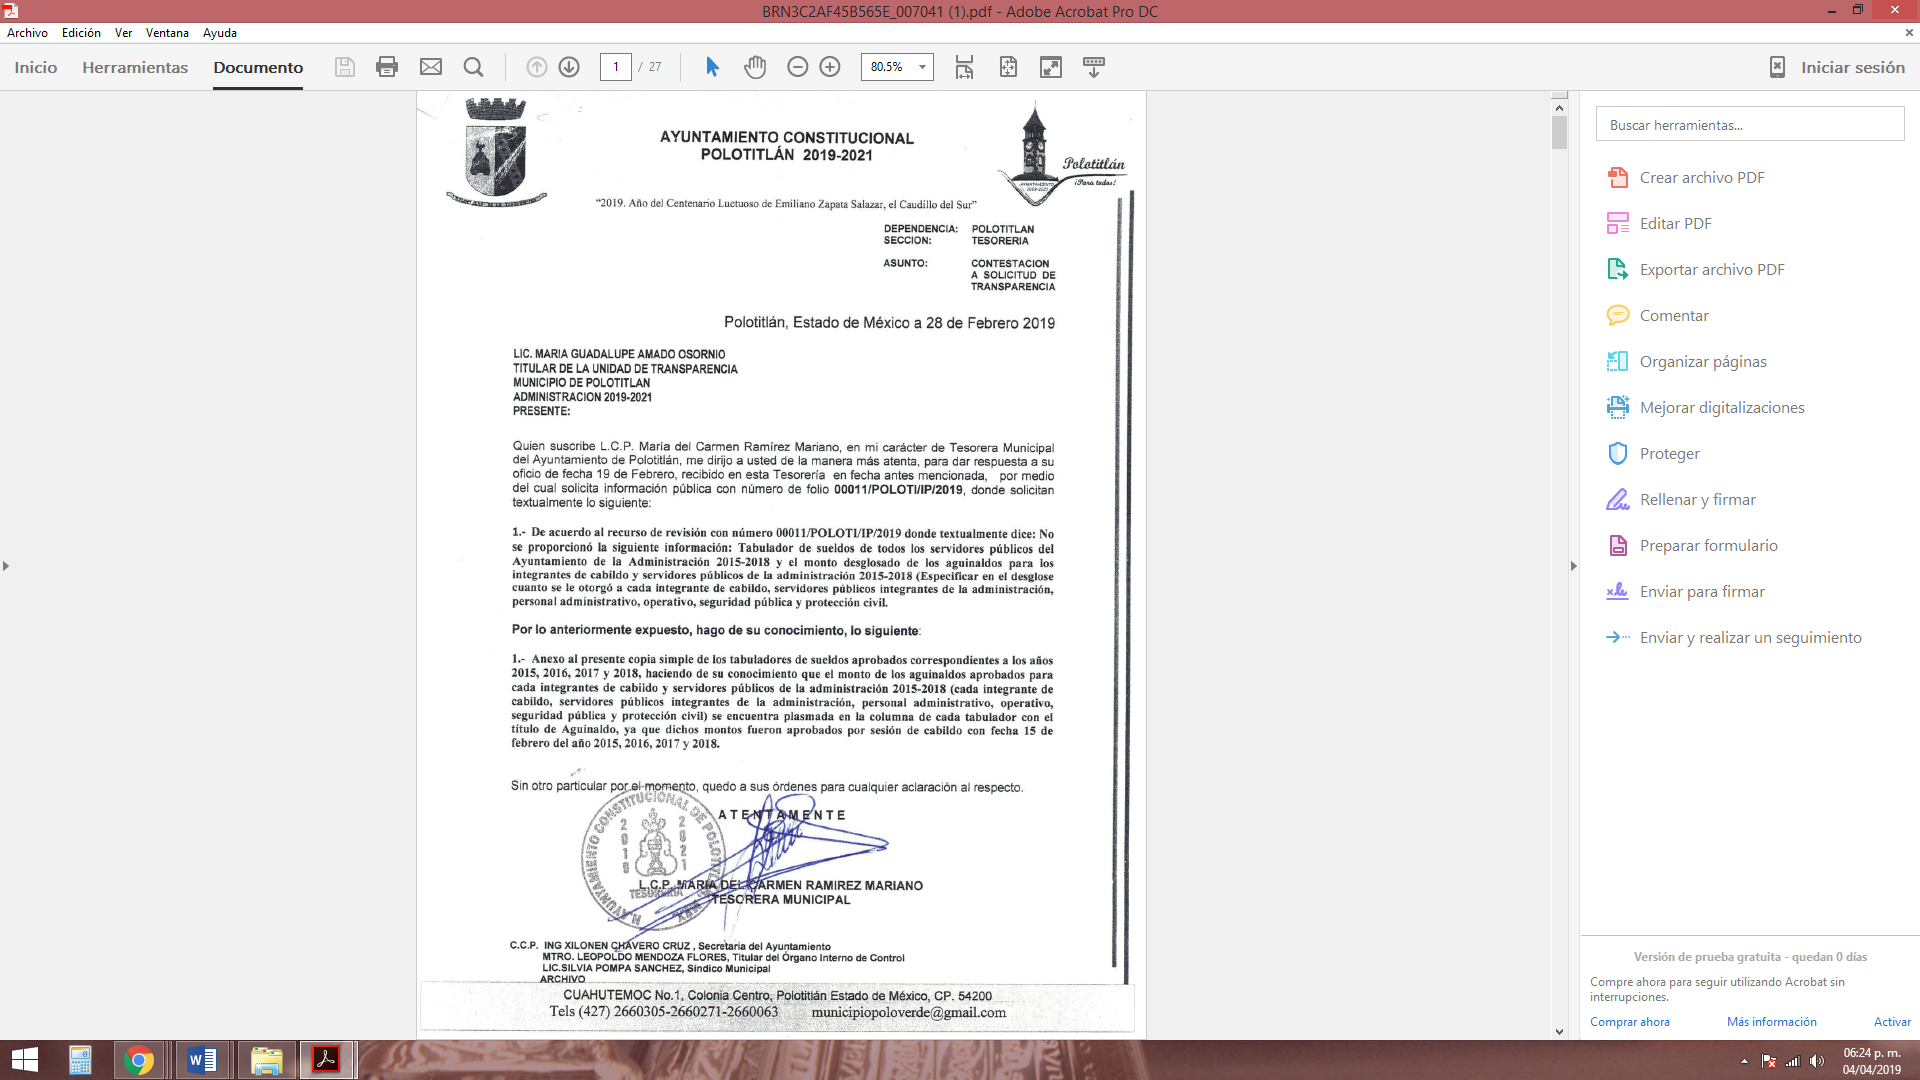 BRN3C2AF45B565E_007041 (1).pdf - Adobe Acrobat Pro DC
Archivo Edición Ver Ventana Ayuda
Inicio Herramientas Documento 1 / 27 80.5% Iniciar sesión
AYUNTAMIENTO CONSTITUCIONAL
POLOTITLÁN 2019-2021
Polotitlán
¡Para todos!
AYUNTAMIENTO
2019-2021
"2019. Año del Centenario Luctuoso de Emiliano Zapata Salazar, el Caudillo del Sur"
DEPENDENCIA: POLOTITLAN
SECCION: TESORERIA
ASUNTO: CONTESTACION
A SOLICITUD DE
TRANSPARENCIA
Polotitlán, Estado de México a 28 de Febrero 2019
LIC. MARIA GUADALUPE AMADO OSORNIO
TITULAR DE LA UNIDAD DE TRANSPARENCIA
MUNICIPIO DE POLOTITLAN
ADMINISTRACION 2019-2021
PRESENTE:
Quien suscribe L.C.P. María del Carmen Ramírez Mariano, en mi carácter de Tesorera Municipal
del Ayuntamiento de Polotitlán, me dirijo a usted de la manera más atenta, para dar respuesta a su
oficio de fecha 19 de Febrero, recibido en esta Tesorería en fecha antes mencionada, por medio
del cual solicita información pública con número de folio 00011/POLOTI/IP/2019, donde solicitan
textualmente lo siguiente:
1.- De acuerdo al recurso de revisión con número 00011/POLOTI/IP/2019 donde textualmente dice: No
se proporcionó la siguiente información: Tabulador de sueldos de todos los servidores públicos del
Ayuntamiento de la Administración 2015-2018 y el monto desglosado de los aguinaldos para los
integrantes de cabildo y servidores públicos de la administración 2015-2018 (Especificar en el desglose
cuanto se le otorgó a cada integrante de cabildo, servidores públicos integrantes de la administración,
personal administrativo, operativo, seguridad pública y protección civil.
Por lo anteriormente expuesto, hago de su conocimiento, lo siguiente:
1.- Anexo al presente copia simple de los tabuladores de sueldos aprobados correspondientes a los años
2015, 2016, 2017 y 2018, haciendo de su conocimiento que el monto de los aguinaldos aprobados para
cada integrantes de cabildo y servidores públicos de la administración 2015-2018 (cada integrante de
cabildo, servidores públicos integrantes de la administración, personal administrativo, operativo,
seguridad pública y protección civil) se encuentra plasmada en la columna de cada tabulador con el
título de Aguinaldo, ya que dichos montos fueron aprobados por sesión de cabildo con fecha 15 de
febrero del año 2015, 2016, 2017 y 2018.
Sin otro particular por el momento, quedo a sus órdenes para cualquier aclaración al respecto.
A T E N T A M E N T E
H. AYUNTAMIENTO CONSTITUCIONAL DE POLOTITLAN
TESORERIA
L.C.P. MARIA DEL CARMEN RAMIREZ MARIANO
TESORERA MUNICIPAL
C.C.P. ING XILONEN CHAVERO CRUZ , Secretaria del Ayuntamiento
MTRO. LEOPOLDO MENDOZA FLORES, Titular del Órgano Interno de Control
LIC.SILVIA POMPA SANCHEZ, Síndico Municipal
ARCHIVO
CUAHUTEMOC No.1, Colonia Centro, Polotitlán Estado de México, CP. 54200
Tels (427) 2660305-2660271-2660063 municipiopoloverde@gmail.com
Buscar herramientas...
Crear archivo PDF
Editar PDF
Exportar archivo PDF
Comentar
Organizar páginas
Mejorar digitalizaciones
Proteger
Rellenar y firmar
Preparar formulario
Enviar para firmar
Enviar y realizar un seguimiento
Versión de prueba gratuita - quedan 0 días
Compre ahora para seguir utilizando Acrobat sin
interrupciones.
Comprar ahora Más información Activar
06:24 p. m.
04/04/2019